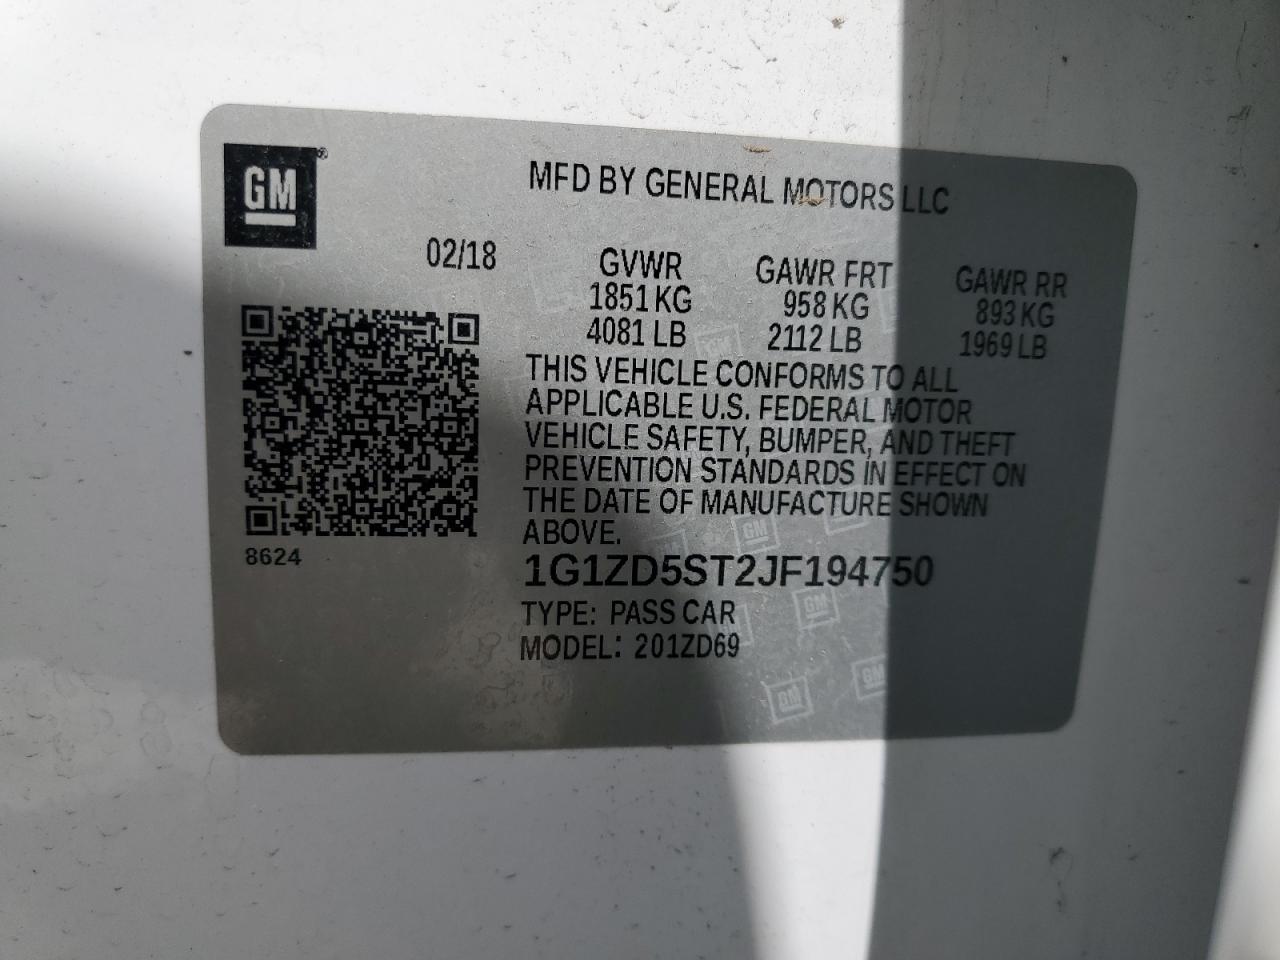 GM®
MFD BY GENERAL MOTORS LLC
02/18 GVWR GAWR FRT GAWR RR
1851 KG 958 KG 893 KG
4081 LB 2112 LB 1969 LB
THIS VEHICLE CONFORMS TO ALL
APPLICABLE U.S. FEDERAL MOTOR
VEHICLE SAFETY, BUMPER, AND THEFT
PREVENTION STANDARDS IN EFFECT ON
THE DATE OF MANUFACTURE SHOWN
ABOVE.
8624
1G1ZD5ST2JF194750
TYPE: PASS CAR
MODEL: 201ZD69